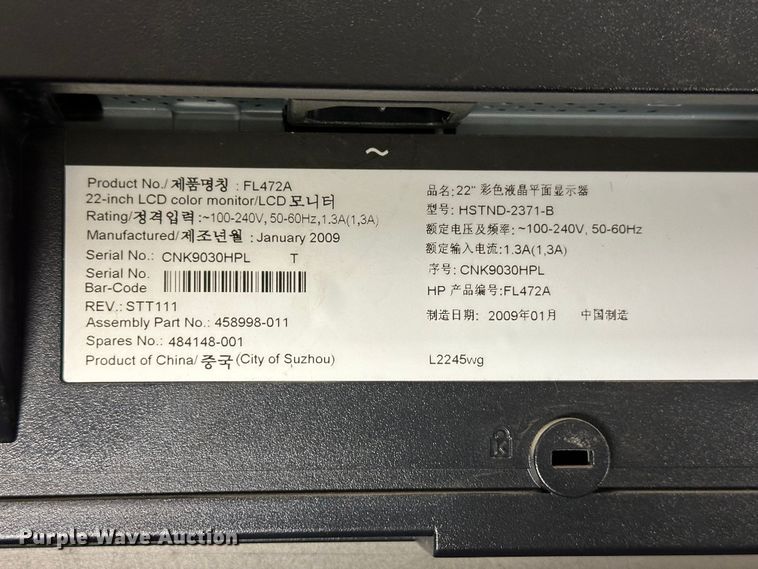 ~
Product No./제품명칭 : FL472A
22-inch LCD color monitor/LCD 모니터
Rating/정격입력:~100-240V, 50-60Hz,1.3A(1,3A)
Manufactured/제조년월 : January 2009
Serial No.: CNK9030HPL T
Serial No.
Bar-Code
REV.: STT111
Assembly Part No.: 458998-011
Spares No.: 484148-001
Product of China/중국(City of Suzhou)
品名:22" 彩色液晶平面显示器
型号: HSTND-2371-B
额定电压及频率: ~100-240V, 50-60Hz
额定输入电流:1.3A(1,3A)
序号: CNK9030HPL
HP 产品编号:FL472A
制造日期: 2009年01月 中国制造
L2245wg
K
Purple Wave Auction